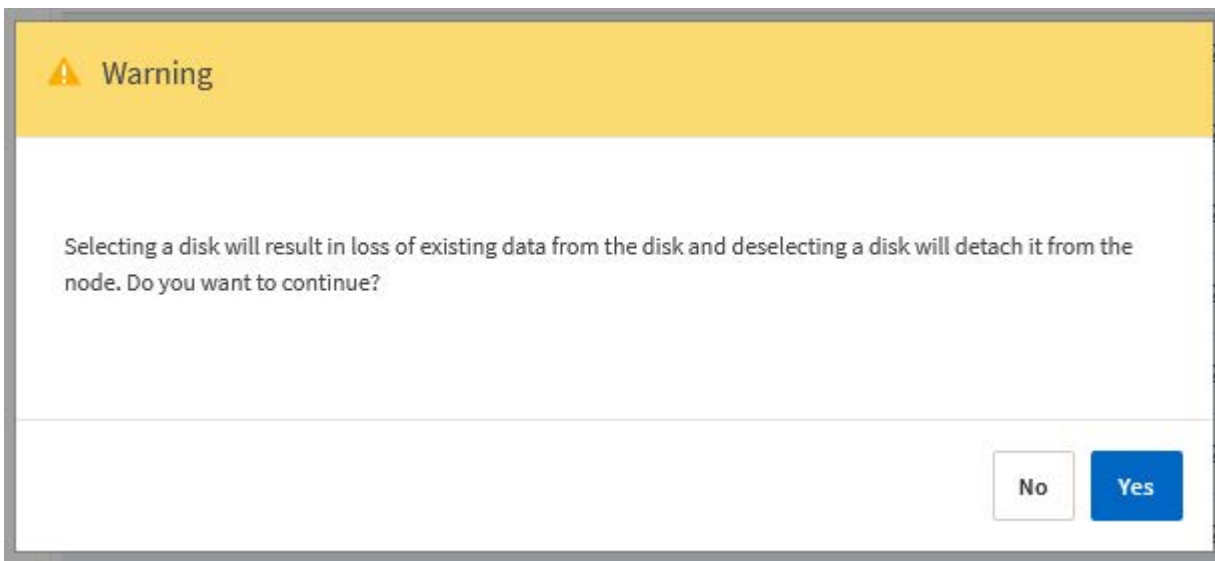 Warning
Selecting a disk will result in loss of existing data from the disk and deselecting a disk will detach it from the
node. Do you want to continue?
No
Yes